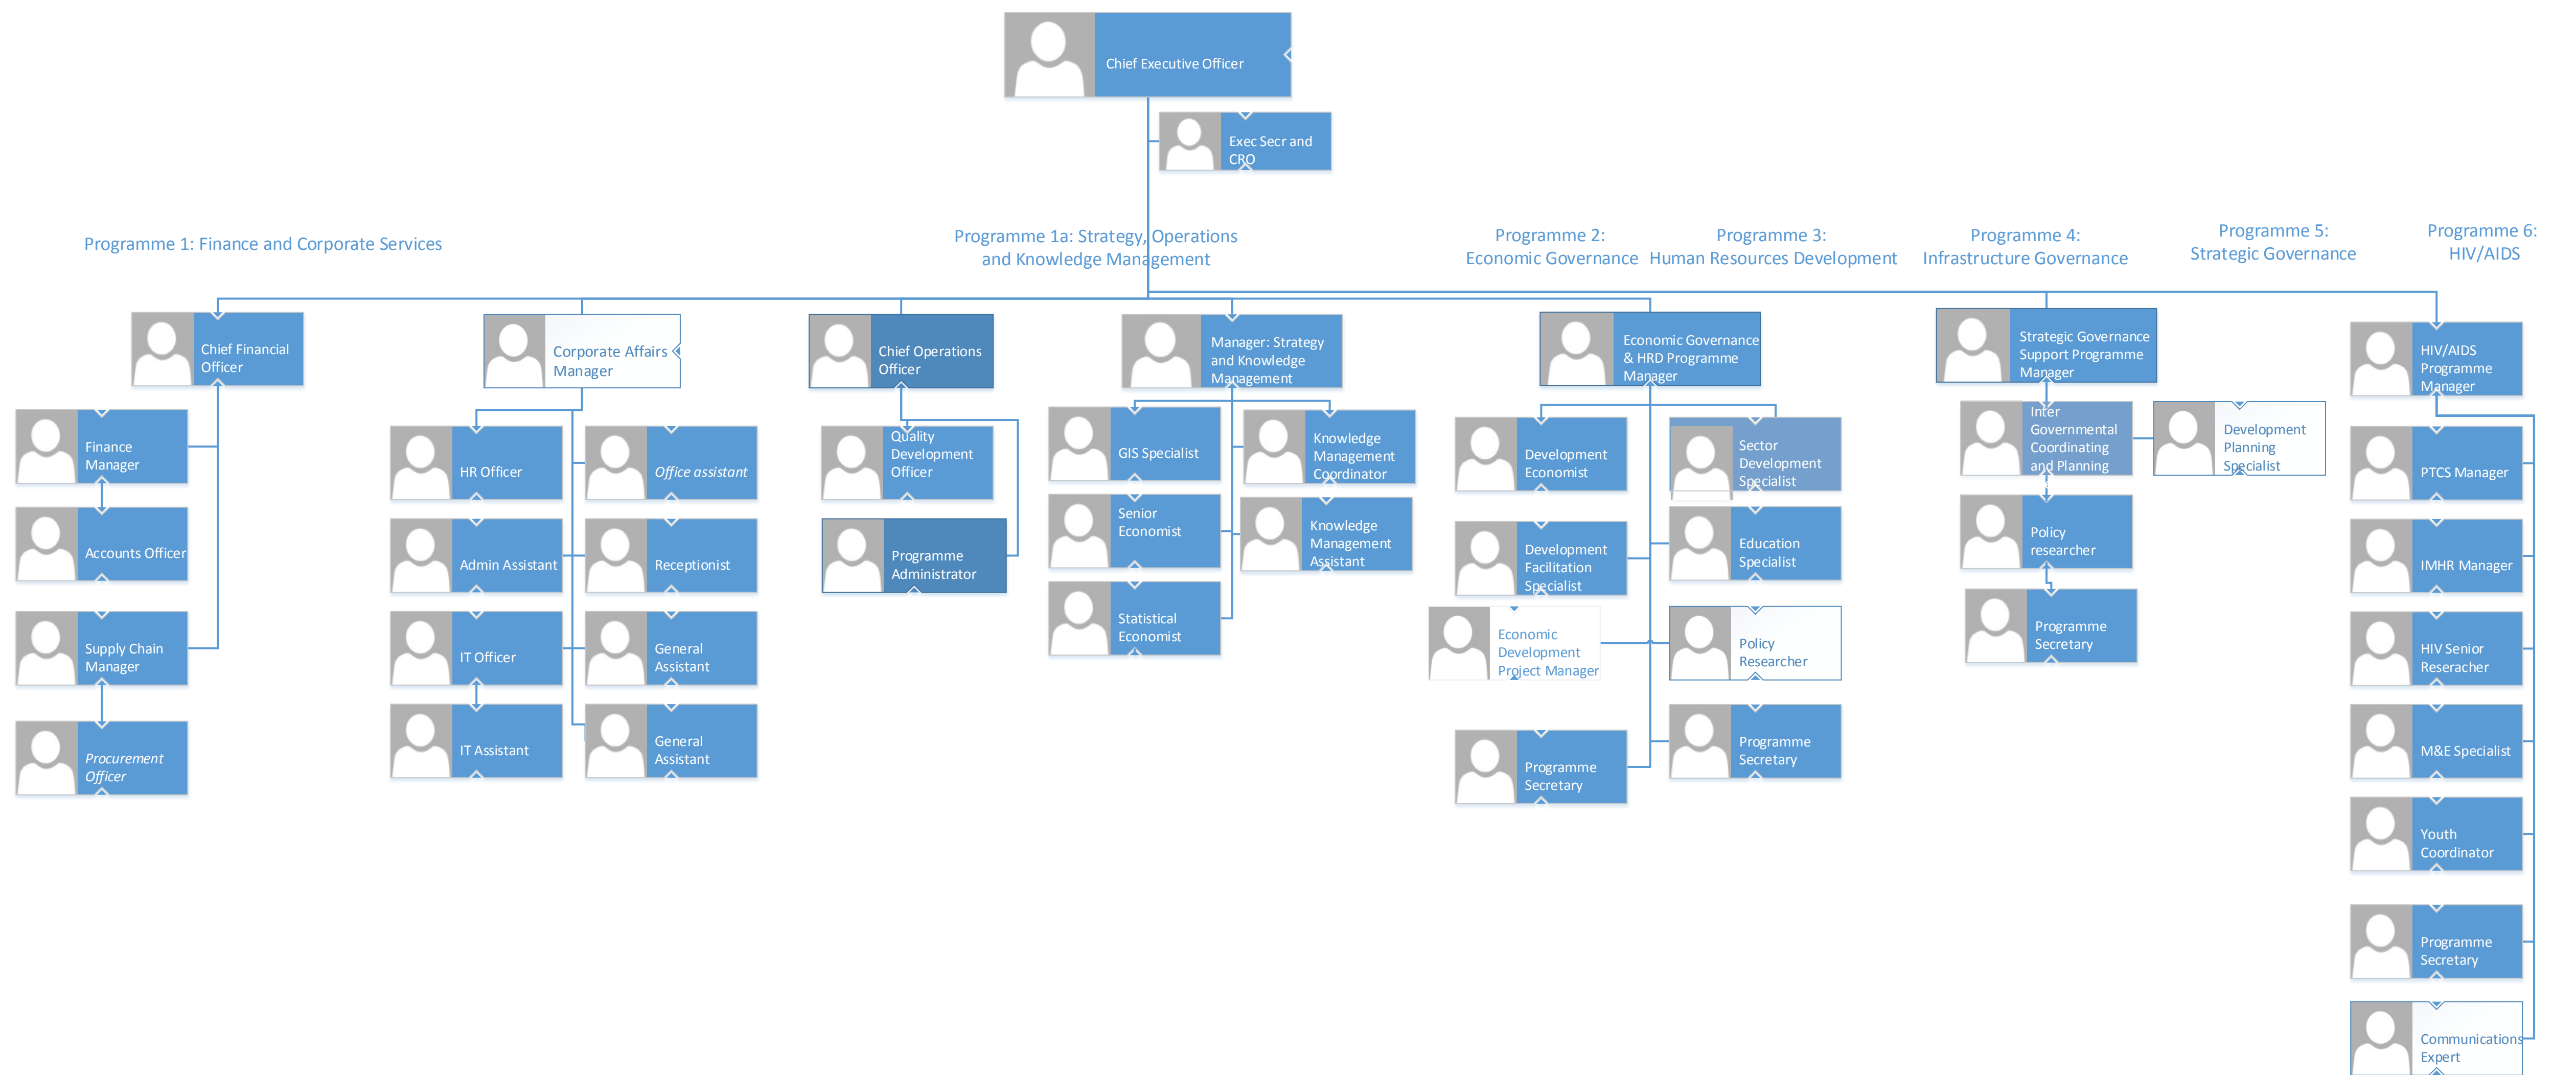 Chief Executive Officer
Exec Secr and
CRO
Programme 1: Finance and Corporate Services
Programme 1a: Strategy, Operations
and Knowledge Management
Programme 2:
Economic Governance
Programme 3:
Human Resources Development
Programme 4:
Infrastructure Governance
Programme 5:
Strategic Governance
Programme 6:
HIV/AIDS
Chief Financial
Officer
Finance
Manager
Accounts Officer
Supply Chain
Manager
Procurement
Officer
Corporate Affairs
Manager
HR Officer
Admin Assistant
IT Officer
IT Assistant
Office assistant
Receptionist
General
Assistant
General
Assistant
Chief Operations
Officer
Quality
Development
Officer
Programme
Administrator
Manager: Strategy
and Knowledge
Management
GIS Specialist
Senior
Economist
Statistical
Economist
Knowledge
Management
Coordinator
Knowledge
Management
Assistant
Economic Governance
& HRD Programme
Manager
Development
Economist
Development
Facilitation
Specialist
Economic
Development
Project Manager
Programme
Secretary
Sector
Development
Specialist
Education
Specialist
Policy
Researcher
Programme
Secretary
Strategic Governance
Support Programme
Manager
Inter
Governmental
Coordinating
and Planning
Development
Planning
Specialist
Policy
researcher
Programme
Secretary
HIV/AIDS
Programme
Manager
PTCS Manager
IMHR Manager
HIV Senior
Reseracher
M&E Specialist
Youth
Coordinator
Programme
Secretary
Communications
Expert